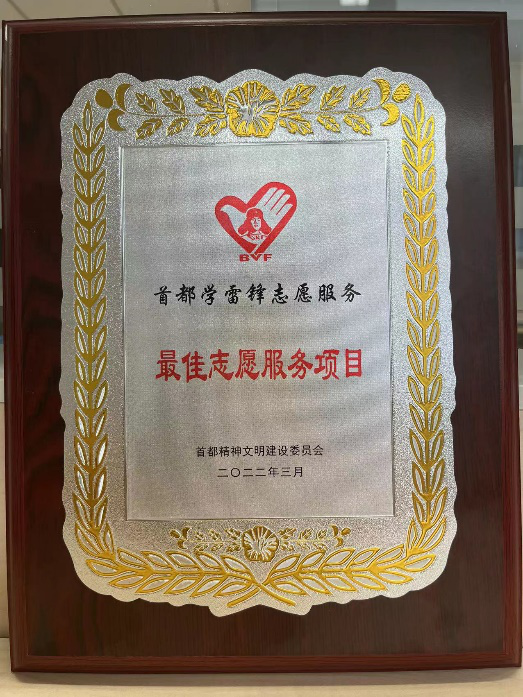 BVF
首都学雷锋志愿服务
最佳志愿服务项目
首都精神文明建设委员会
二〇二二年三月